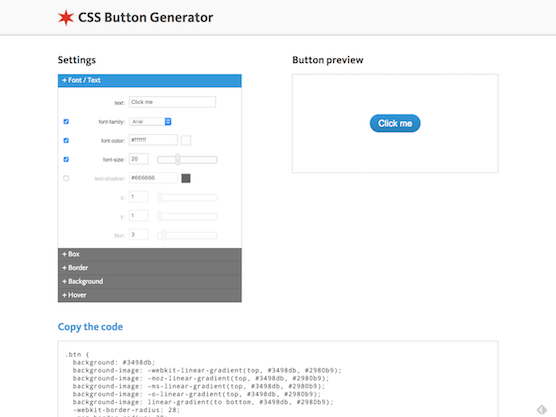 CSS Button Generator
Settings
Button preview
+ Font / Text
text: Click me
font-family: Arial
font-color: #ffffff
font-size: 20
text-shadow: #666666
x: 1
y: 1
blur: 3
Click me
+ Box
+ Border
+ Background
+ Hover
Copy the code
.btn {
background: #3498db;
background-image: -webkit-linear-gradient(top, #3498db, #2980b9);
background-image: -moz-linear-gradient(top, #3498db, #2980b9);
background-image: -ms-linear-gradient(top, #3498db, #2980b9);
background-image: -o-linear-gradient(top, #3498db, #2980b9);
background-image: linear-gradient(to bottom, #3498db, #2980b9);
-webkit-border-radius: 28;